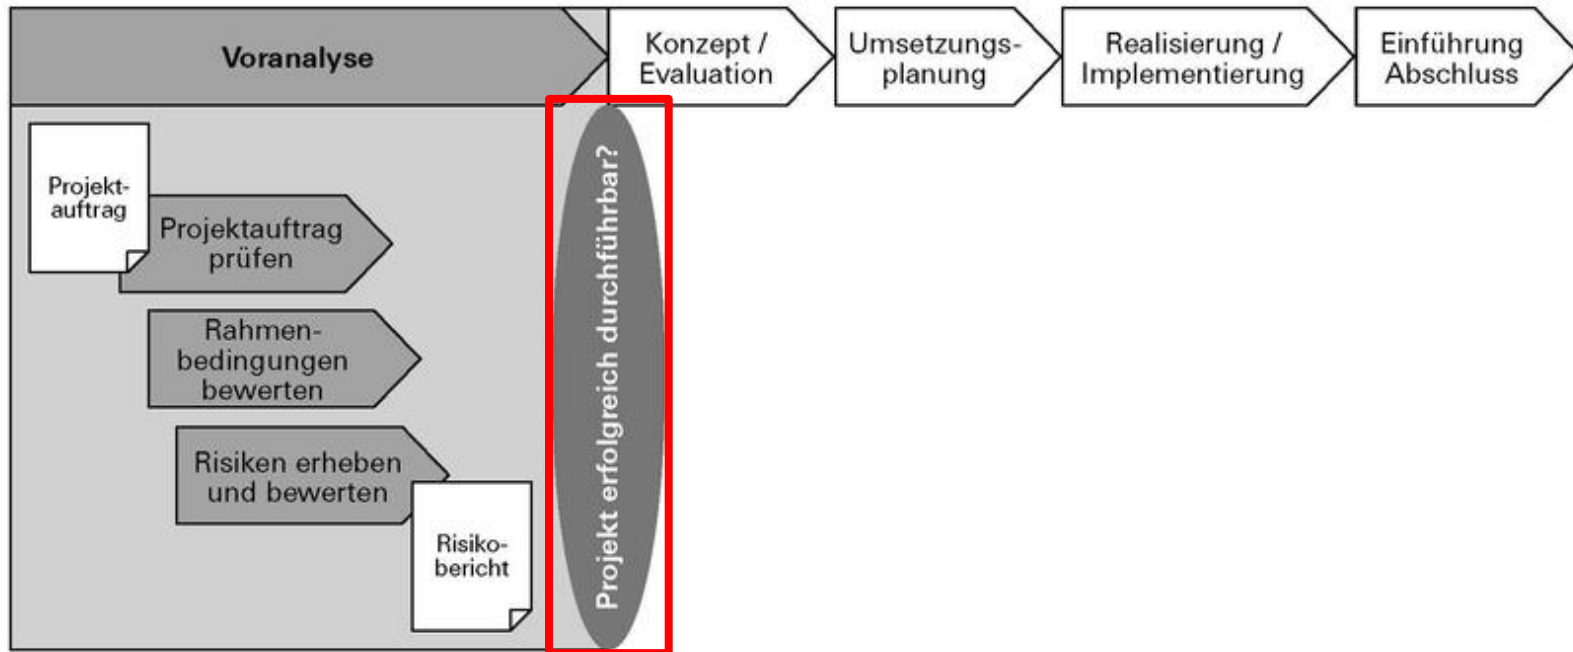 Voranalyse
Konzept /
Evaluation
Umsetzungs-
planung
Realisierung /
Implementierung
Einführung
Abschluss
Projekt-
auftrag
Projektauftrag
prüfen
Rahmen-
bedingungen
bewerten
Risiken erheben
und bewerten
Risiko-
bericht
Projekt erfolgreich durchführbar?